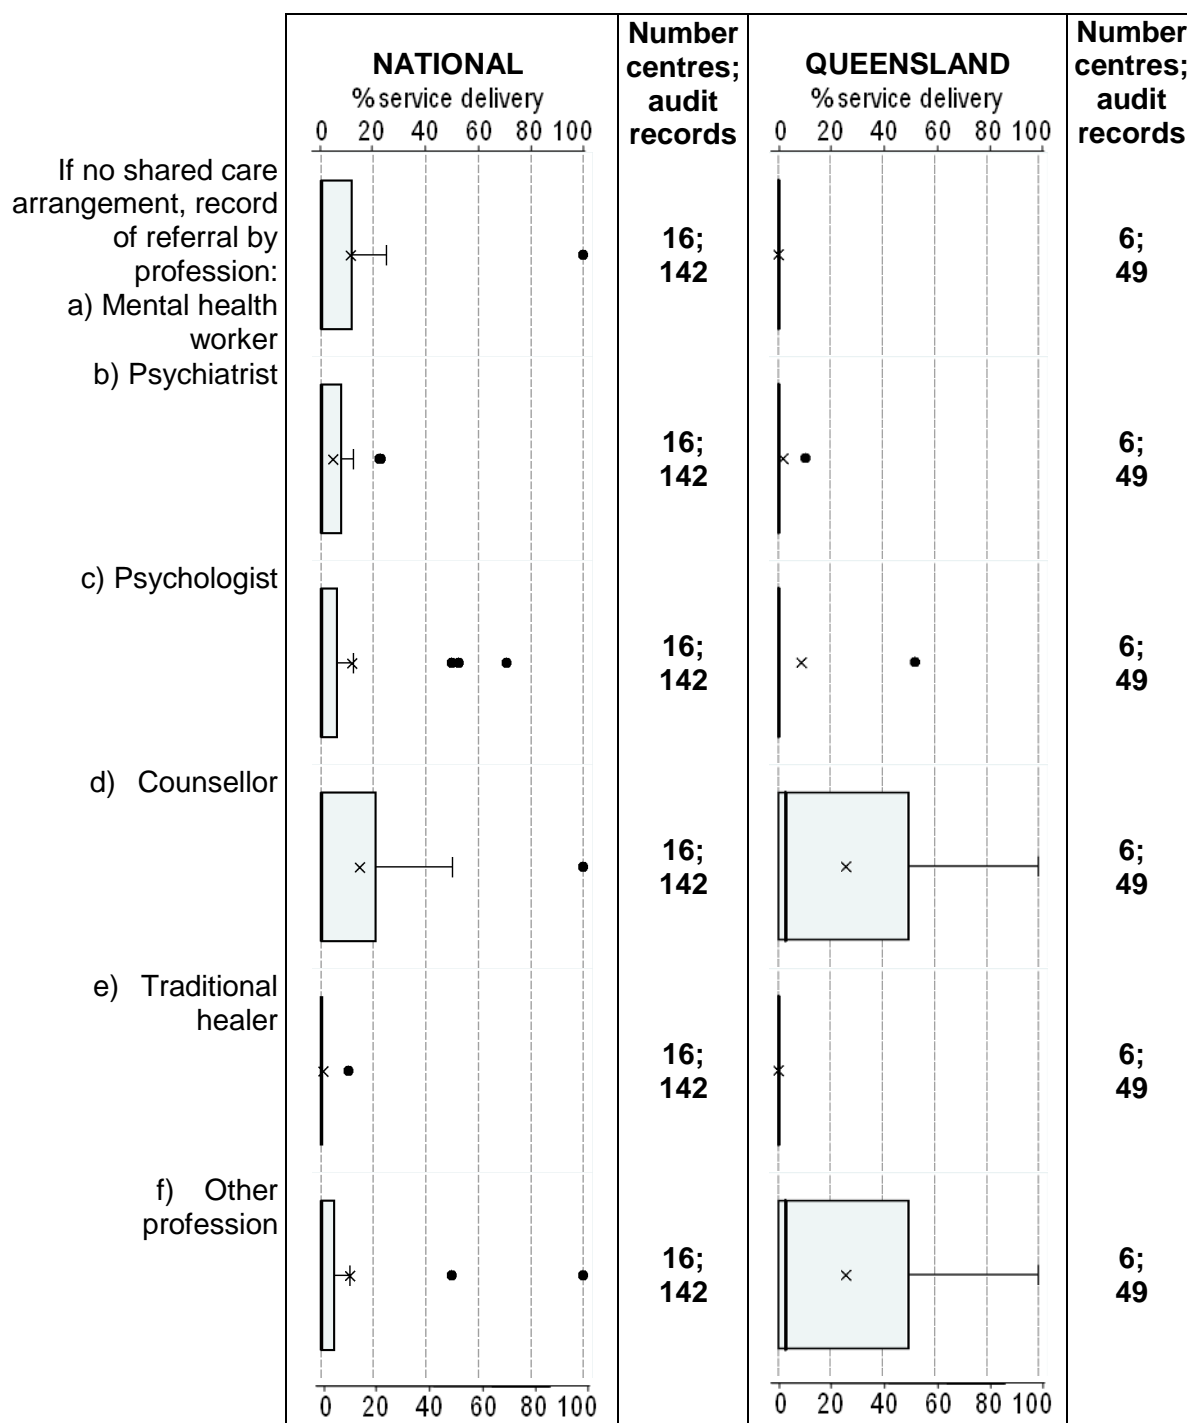 NATIONAL
% service delivery
0 20 40 60 80 100
Number
centres;
audit
records
QUEENSLAND
% service delivery
0 20 40 60 80 100
Number
centres;
audit
records
If no shared care
arrangement, record
of referral by
profession:
a) Mental health
worker
16;
142
6;
49
b) Psychiatrist
16;
142
6;
49
c) Psychologist
16;
142
6;
49
d) Counsellor
16;
142
6;
49
e) Traditional
healer
16;
142
6;
49
f) Other
profession
16;
142
6;
49
0 20 40 60 80 100
0 20 40 60 80 100